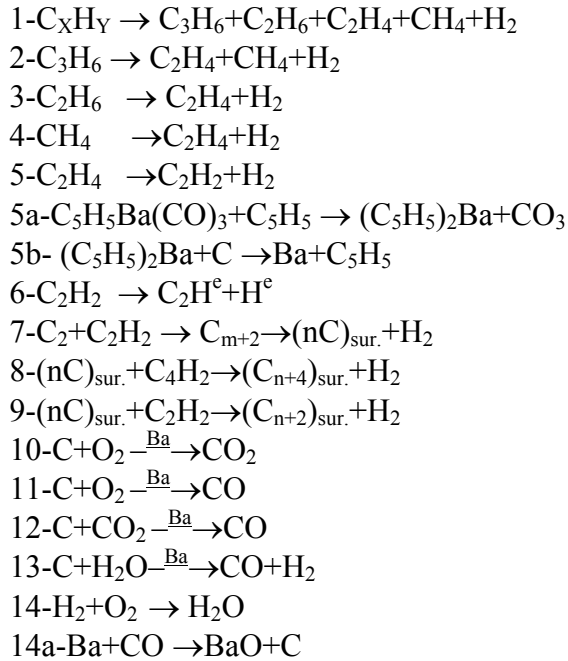 1-CₓHᵧ → C₃H₆+C₂H₆+C₂H₄+CH₄+H₂
2-C₃H₆ → C₂H₄+CH₄+H₂
3-C₂H₆ → C₂H₄+H₂
4-CH₄ →C₂H₄+H₂
5-C₂H₄ →C₂H₂+H₂
5a-C₅H₅Ba(CO)₃+C₅H₅ → (C₅H₅)₂Ba+CO₃
5b- (C₅H₅)₂Ba+C →Ba+C₅H₅
6-C₂H₂ → C₂Hᵉ+Hᵉ
7-C₂+C₂H₂ → Cₘ₊₂→(nC)sur.+H₂
8-(nC)sur.+C₄H₂→(Cₙ₊₄)sur.+H₂
9-(nC)sur.+C₂H₂→(Cₙ₊₂)sur.+H₂
10-C+O₂ –Ba→CO₂
11-C+O₂ –Ba→CO
12-C+CO₂ –Ba→CO
13-C+H₂O–Ba→CO+H₂
14-H₂+O₂ → H₂O
14a-Ba+CO →BaO+C